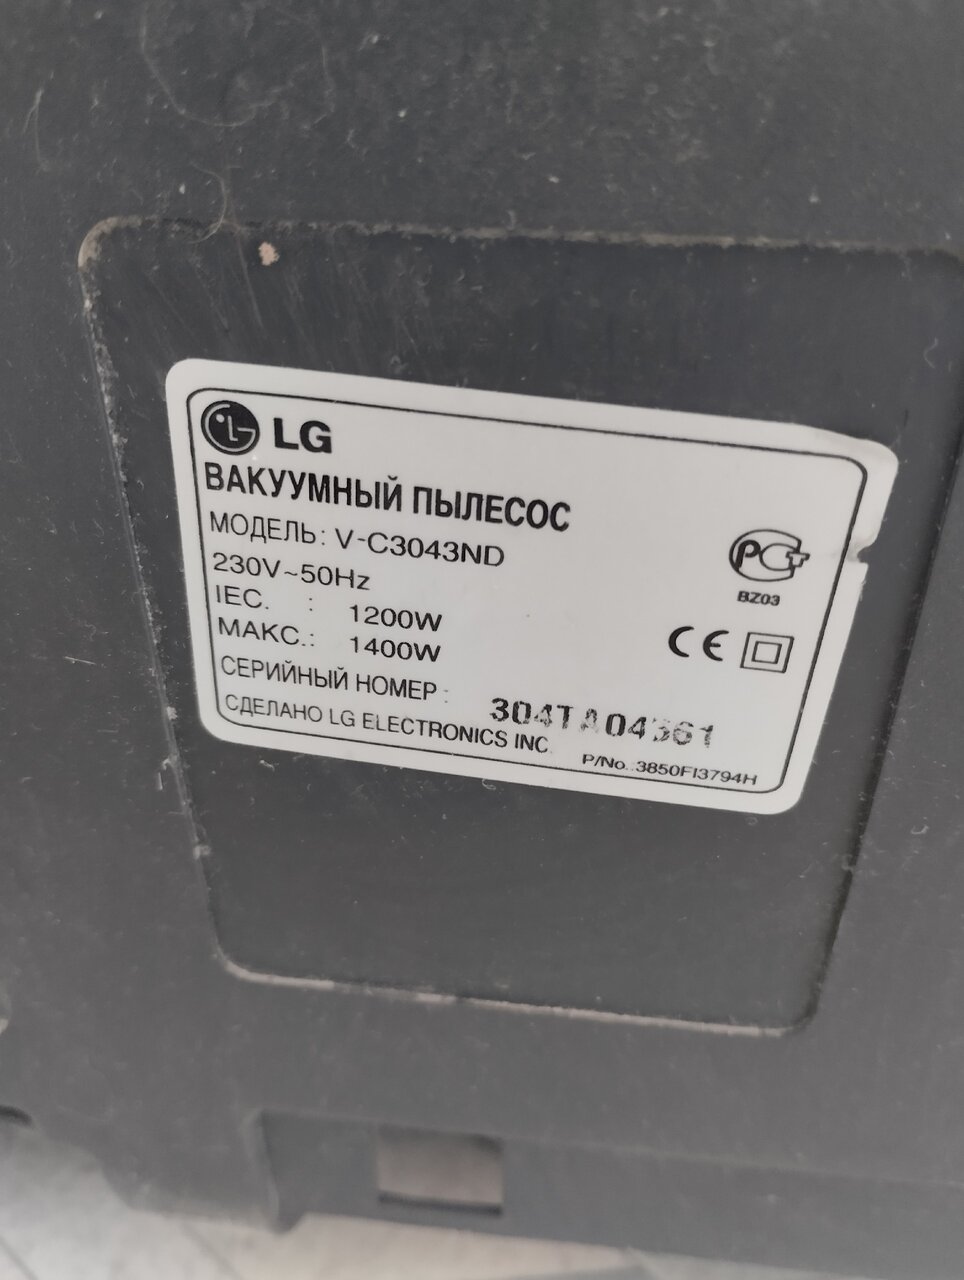 LG
ВАКУУМНЫЙ ПЫЛЕСОС
МОДЕЛЬ: V-C3043ND
230V~50Hz
IEC. : 1200W
МАКС.: 1400W
СЕРИЙНЫЙ НОМЕР : 304TA04361
СДЕЛАНО LG ELECTRONICS INC.
P/No.:3850FI3794H
РСТ
BZ03
CE